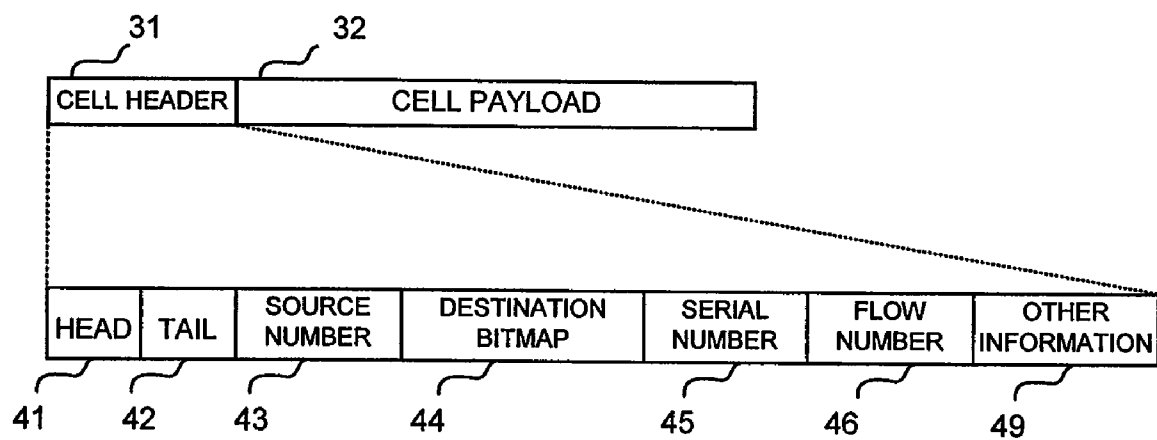 31 32
CELL HEADER CELL PAYLOAD
HEAD TAIL SOURCE NUMBER DESTINATION BITMAP SERIAL NUMBER FLOW NUMBER OTHER INFORMATION
41 42 43 44 45 46 49